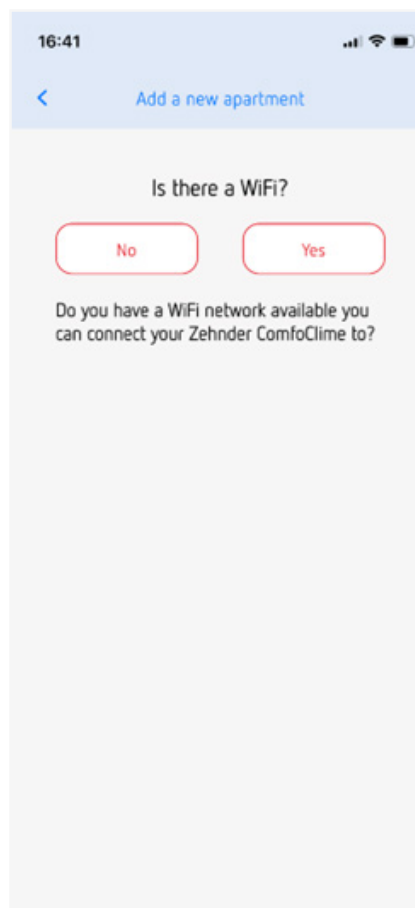 16:41
Add a new apartment
Is there a WiFi?
No
Yes
Do you have a WiFi network available you
can connect your Zehnder ComfoClime to?